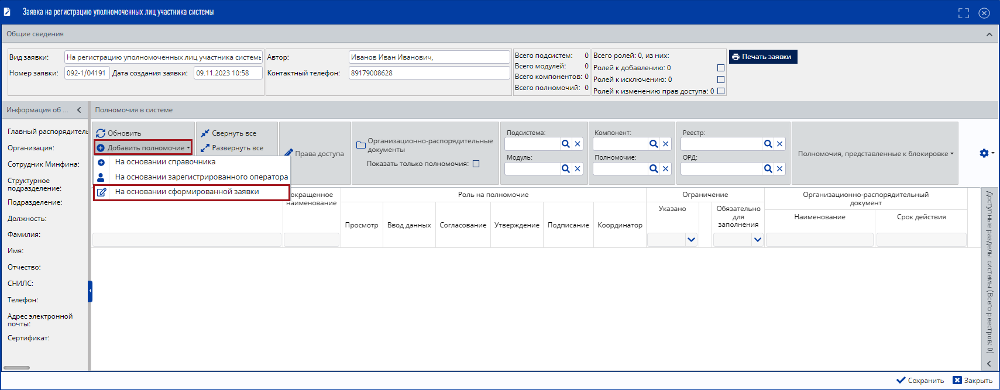 Заявка на регистрацию уполномоченных лиц участника системы
Общие сведения
Вид заявки: На регистрацию уполномоченных лиц участника системы
Номер заявки: 092-1/04191 Дата создания заявки: 09.11.2023 10:58
Автор: Иванов Иван Иванович,
Контактный телефон: 89179008628
Всего подсистем: 0
Всего модулей: 0
Всего компонентов: 0
Всего полномочий: 0
Всего ролей: 0, из них:
Ролей к добавлению: 0
Ролей к исключению: 0
Ролей к изменению прав доступа: 0
Печать заявки
Информация об ...
Главный распорядитель
Организация:
Сотрудник Минфина:
Структурное
подразделение:
Подразделение:
Должность:
Фамилия:
Имя:
Отчество:
СНИЛС:
Телефон:
Адрес электронной
почты:
Сертификат:
Полномочия в системе
Обновить
Добавить полномочие
На основании справочника
На основании зарегистрированного оператора
На основании сформированной заявки
Свернуть все
Развернуть все
Права доступа
Организационно-распорядительные
документы
Показать только полномочия:
Подсистема:
Модуль:
Компонент:
Полномочие:
Реестр:
ОРД:
Полномочия, представленные к блокировке
окращенное
наименование
Роль на полномочие
Просмотр
Ввод данных
Согласование
Утверждение
Подписание
Координатор
Ограничение
Указано
Обязательно
для
заполнения
Организационно-распорядительный
документ
Наименование
Срок действия
Доступные разделы системы (Всего реестров: 0)
Сохранить
Закрыть